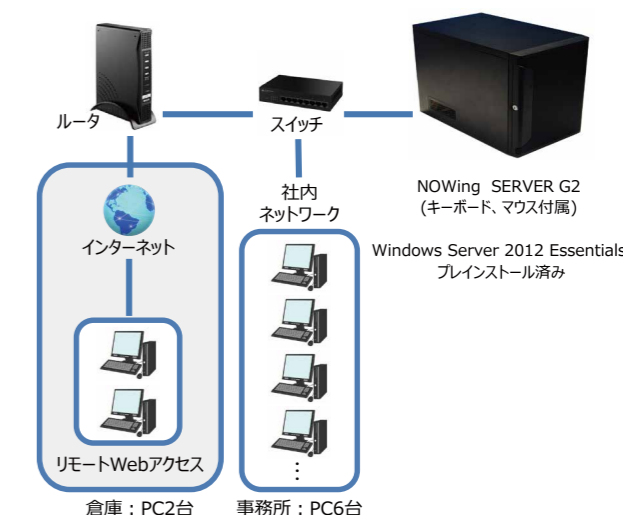 ルータ
スイッチ
NOWing SERVER G2
(キーボード、マウス付属)
Windows Server 2012 Essentials
プレインストール済み
社内
ネットワーク
インターネット
リモートWebアクセス
⋮
倉庫：PC2台
事務所：PC6台